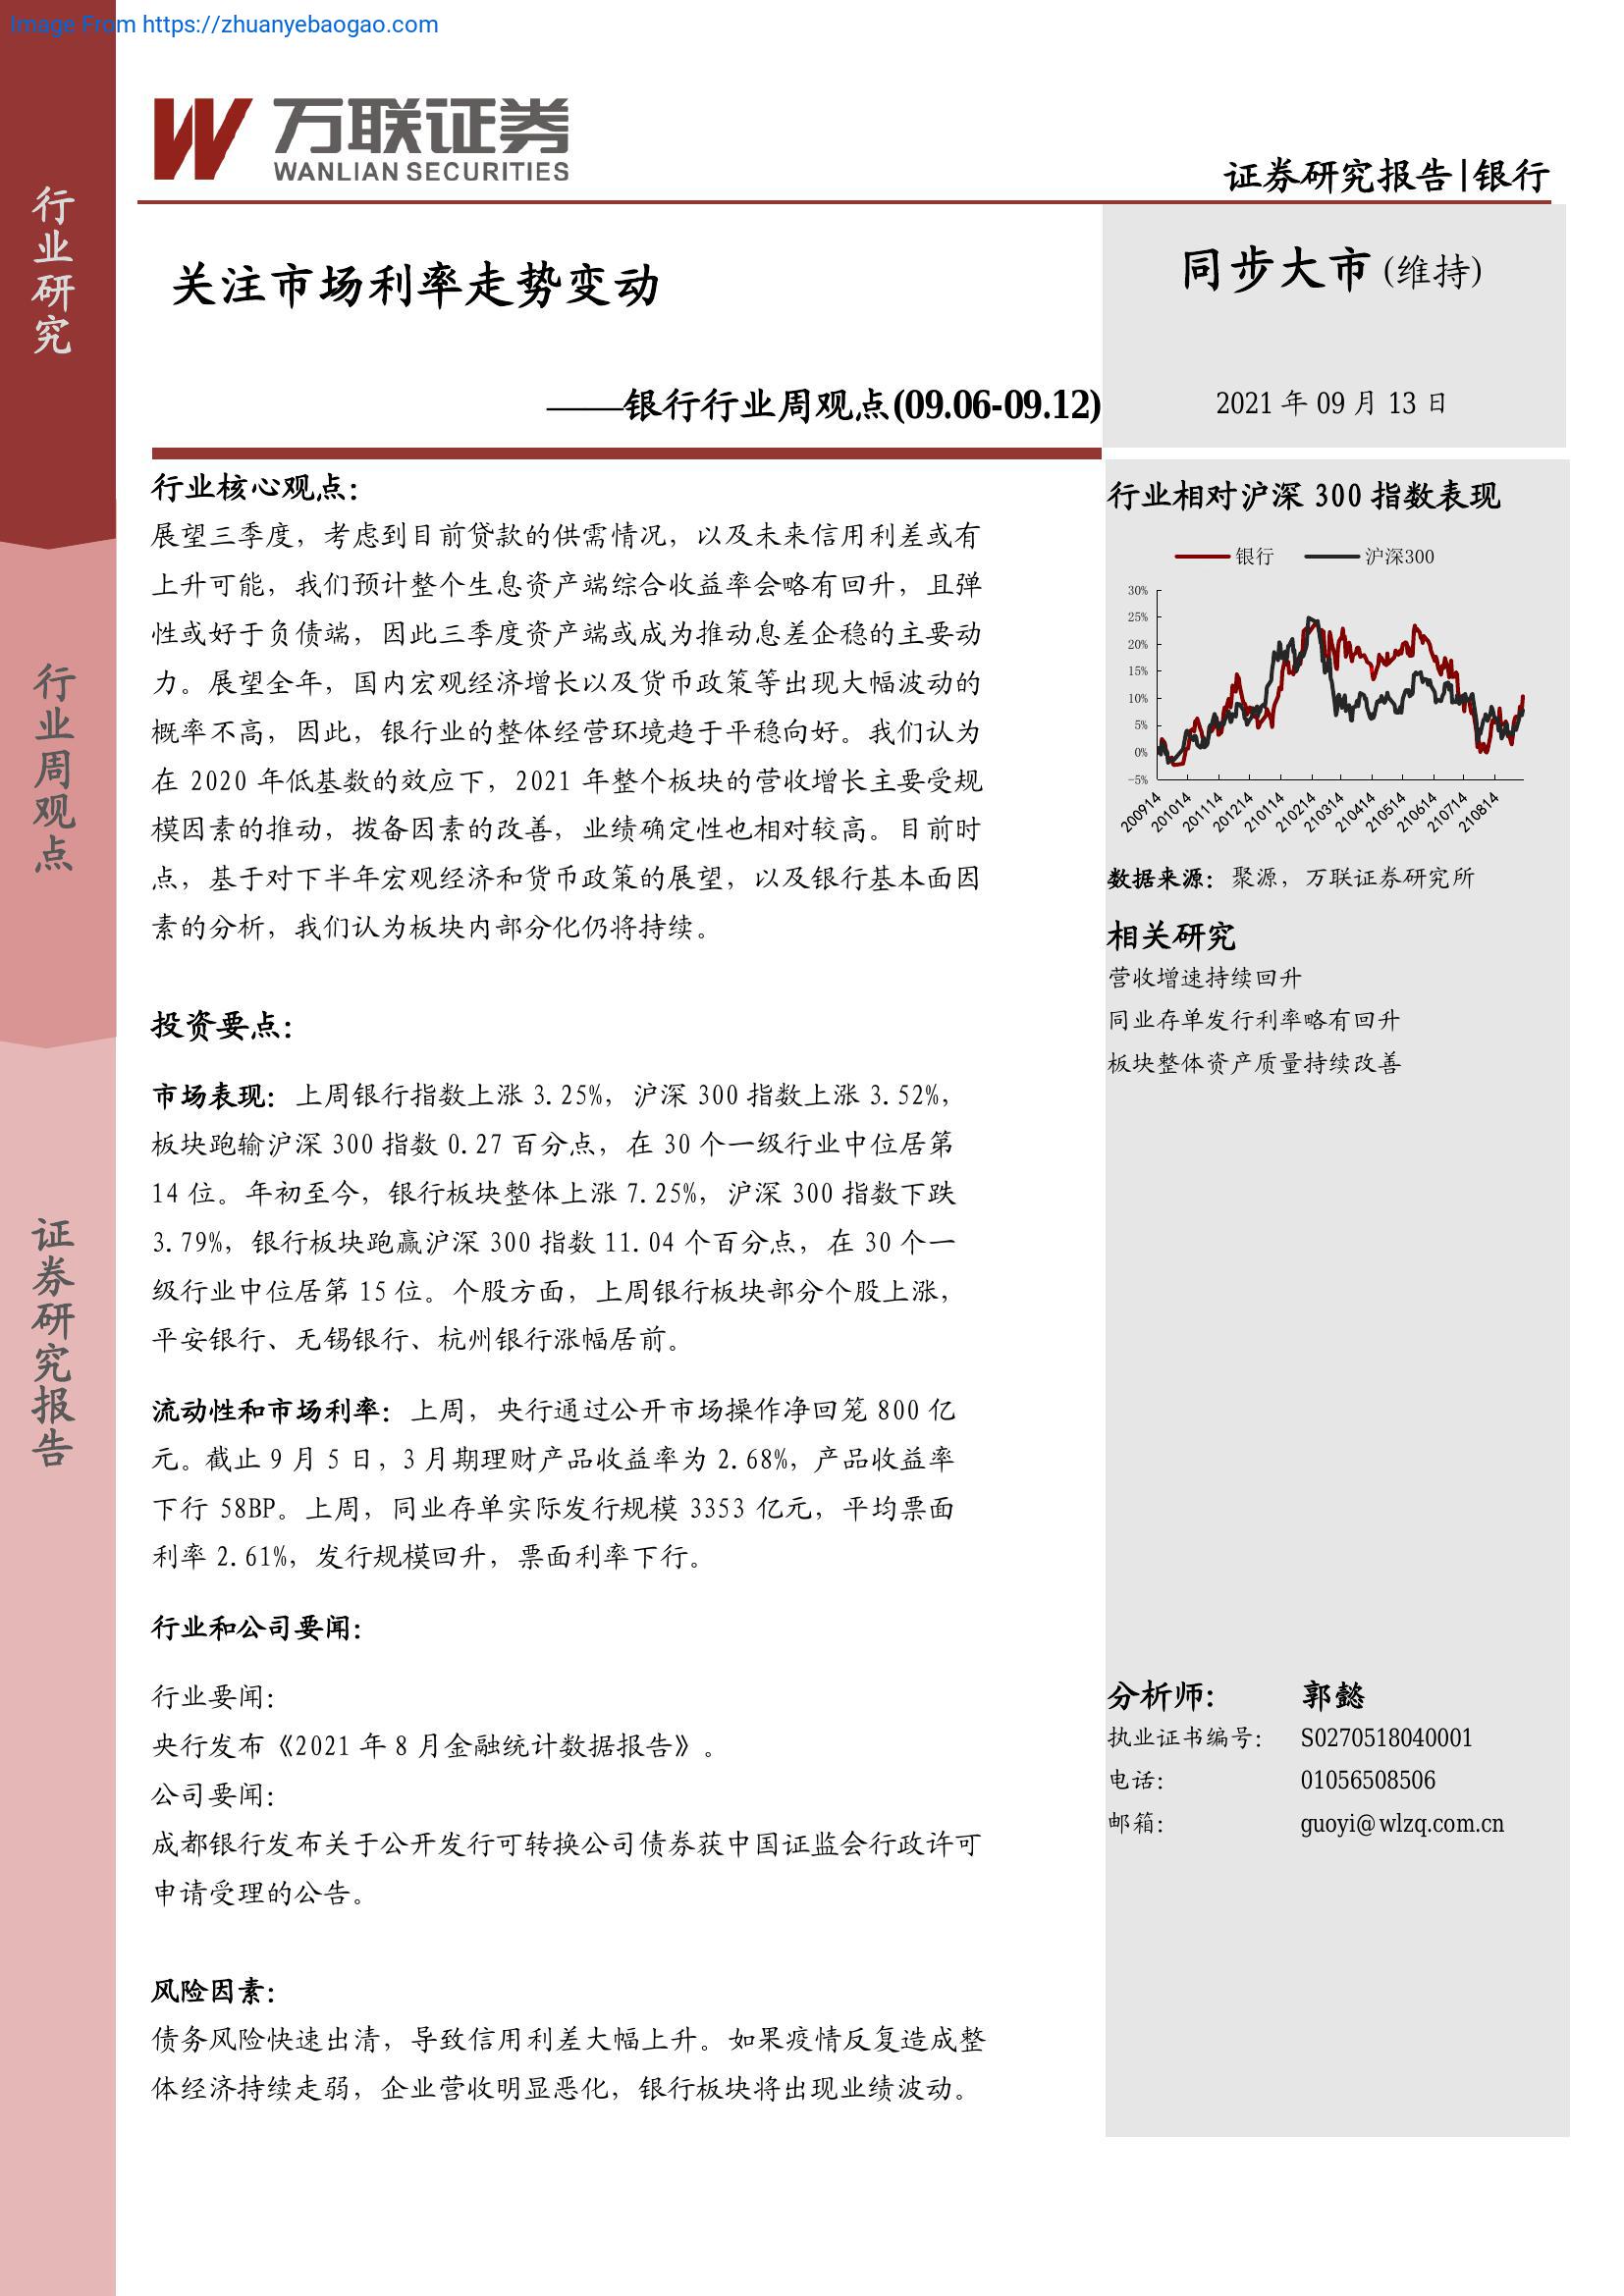 Image From https://zhuanyebaogao.com
万联证券
WANLIAN SECURITIES
证券研究报告|银行
行业研究
行业周观点
证券研究报告
关注市场利率走势变动
——银行行业周观点(09.06-09.12)
同步大市(维持)
2021 年 09 月 13 日
行业核心观点：
展望三季度，考虑到目前贷款的供需情况，以及未来信用利差或有
上升可能，我们预计整个生息资产端综合收益率会略有回升，且弹
性或好于负债端，因此三季度资产端或成为推动息差企稳的主要动
力。展望全年，国内宏观经济增长以及货币政策等出现大幅波动的
概率不高，因此，银行业的整体经营环境趋于平稳向好。我们认为
在 2020 年低基数的效应下，2021 年整个板块的营收增长主要受规
模因素的推动，拨备因素的改善，业绩确定性也相对较高。目前时
点，基于对下半年宏观经济和货币政策的展望，以及银行基本面因
素的分析，我们认为板块内部分化仍将持续。
投资要点：
市场表现：上周银行指数上涨 3.25%，沪深 300 指数上涨 3.52%，
板块跑输沪深 300 指数 0.27 百分点，在 30 个一级行业中位居第
14 位。年初至今，银行板块整体上涨 7.25%，沪深 300 指数下跌
3.79%，银行板块跑赢沪深 300 指数 11.04 个百分点，在 30 个一
级行业中位居第 15 位。个股方面，上周银行板块部分个股上涨，
平安银行、无锡银行、杭州银行涨幅居前。
流动性和市场利率：上周，央行通过公开市场操作净回笼 800 亿
元。截止 9 月 5 日，3 月期理财产品收益率为 2.68%，产品收益率
下行 58BP。上周，同业存单实际发行规模 3353 亿元，平均票面
利率 2.61%，发行规模回升，票面利率下行。
行业和公司要闻：
行业要闻：
央行发布《2021 年 8 月金融统计数据报告》。
公司要闻：
成都银行发布关于公开发行可转换公司债券获中国证监会行政许可
申请受理的公告。
风险因素：
债务风险快速出清，导致信用利差大幅上升。如果疫情反复造成整
体经济持续走弱，企业营收明显恶化，银行板块将出现业绩波动。
行业相对沪深 300 指数表现
银行 沪深300
30%
25%
20%
15%
10%
5%
0%
-5%
200914 201014 201114 201214 210114 210214 210314 210414 210514 210614 210714 210814
数据来源：聚源，万联证券研究所
相关研究
营收增速持续回升
同业存单发行利率略有回升
板块整体资产质量持续改善
分析师: 郭懿
执业证书编号: S0270518040001
电话: 01056508506
邮箱: guoyi@wlzq.com.cn